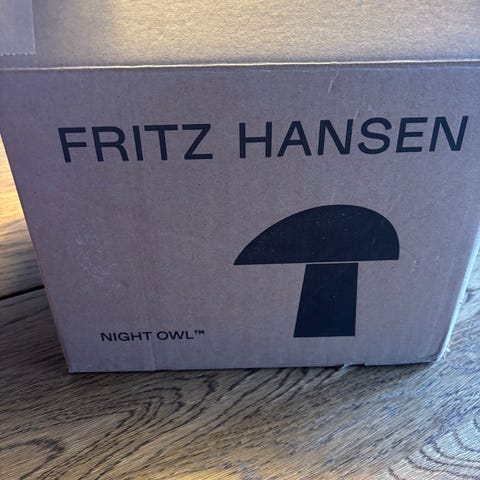 FRITZ HANSEN
NIGHT OWL™